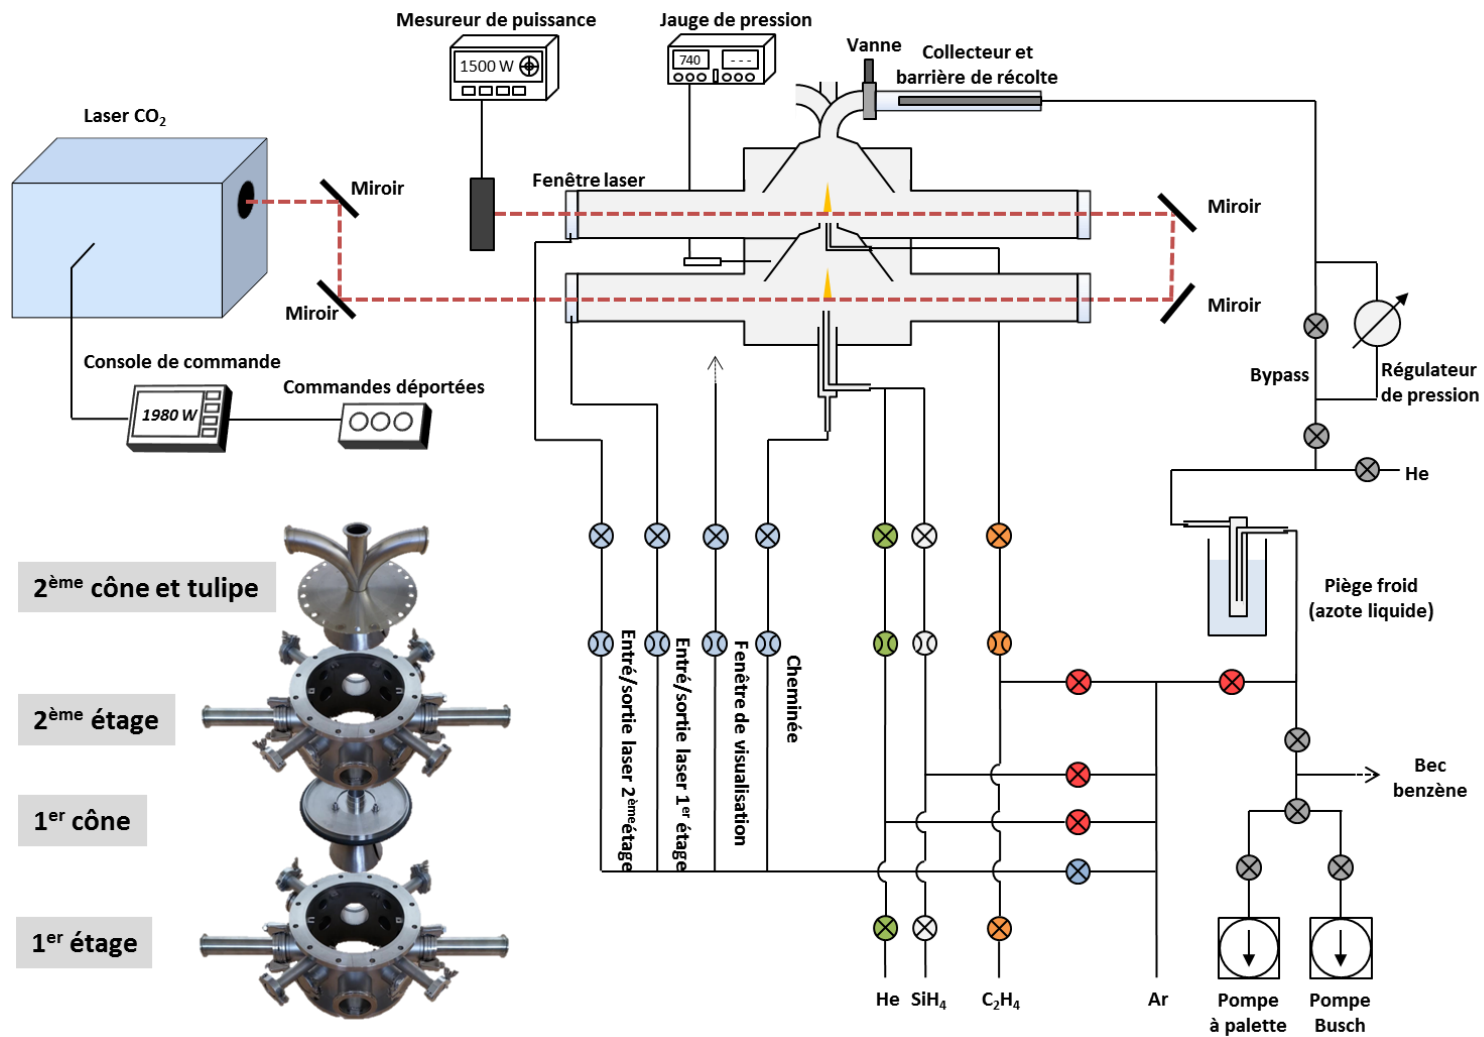 Mesureur de puissance
1500 W
Jauge de pression
740
- - -
Vanne
Collecteur et
barrière de récolte
Laser CO₂
Miroir
Fenêtre laser
Miroir
Miroir
Miroir
Console de commande
1980 W
Commandes déportées
Bypass
Régulateur
de pression
He
Piège froid
(azote liquide)
2ème cône et tulipe
2ème étage
1er cône
1er étage
Entré/sortie laser 2ème étage
Entré/sortie laser 1er étage
Fenêtre de visualisation
Cheminée
Bec
benzène
He
SiH₄
C₂H₄
Ar
Pompe
à palette
Pompe
Busch